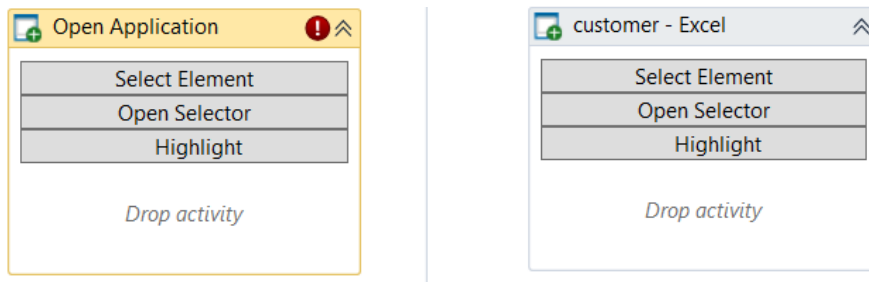 Open Application
Select Element
Open Selector
Highlight
Drop activity
customer - Excel
Select Element
Open Selector
Highlight
Drop activity